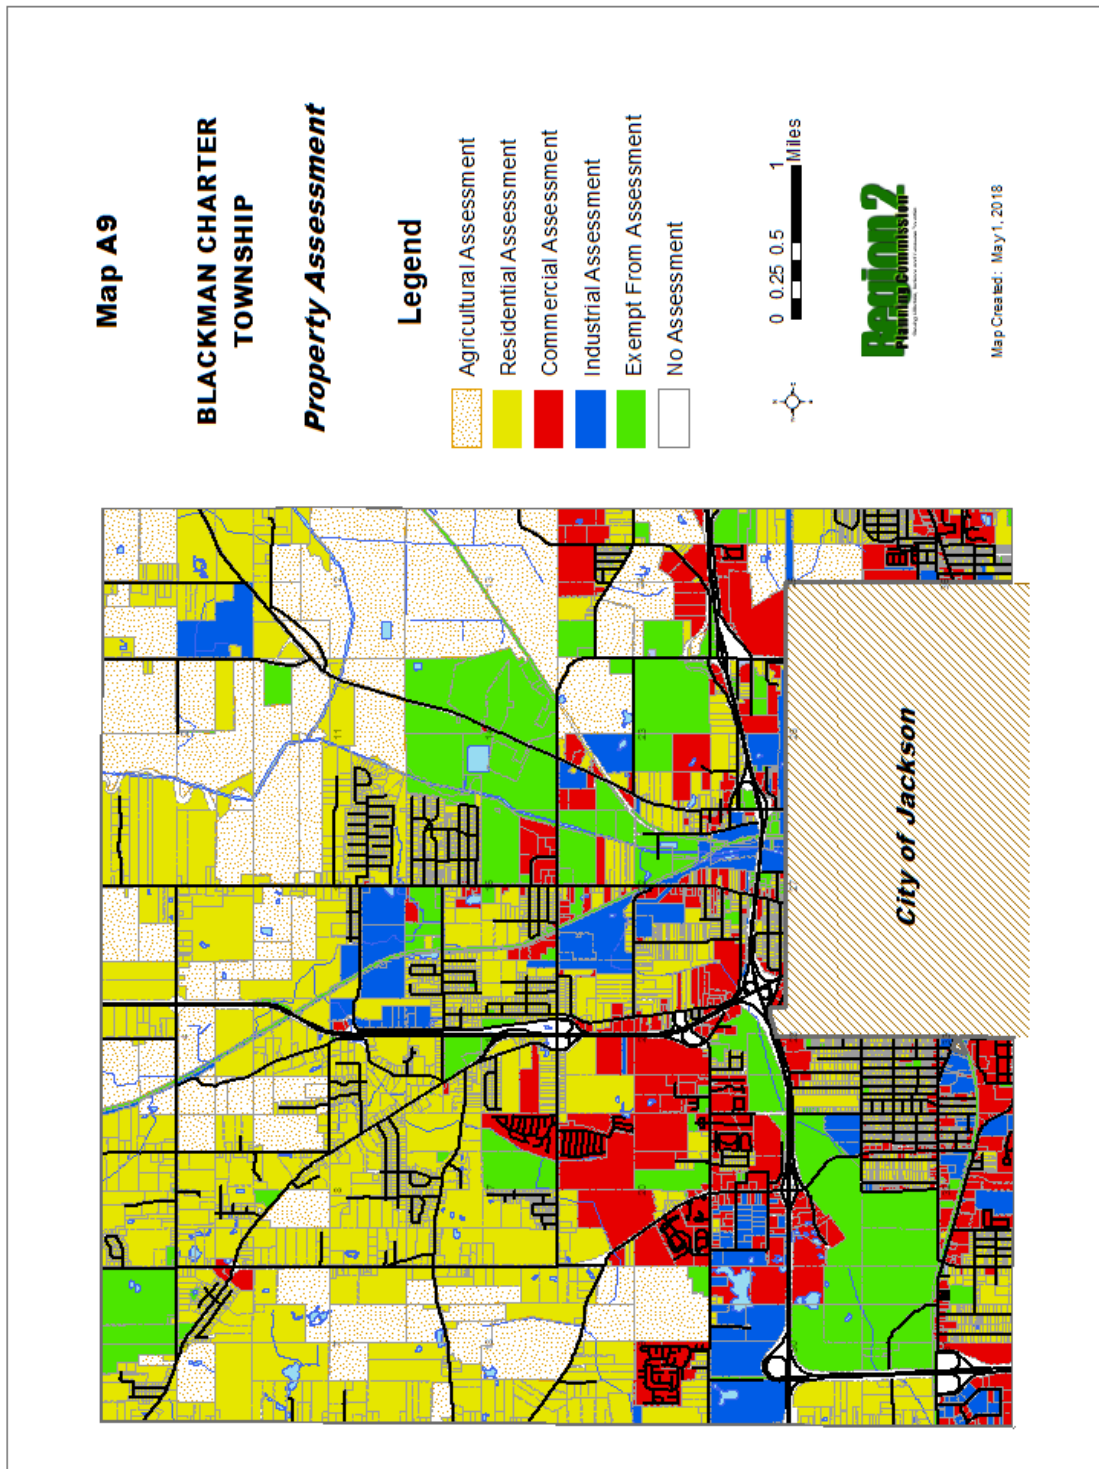 Map A9
BLACKMAN CHARTER
TOWNSHIP
Property Assessment
Legend
Agricultural Assessment
Residential Assessment
Commercial Assessment
Industrial Assessment
Exempt From Assessment
No Assessment
0 0.25 0.5 1
Miles
Region 2
Planning Commission
Map Created: May 1, 2018
City of Jackson
11
23